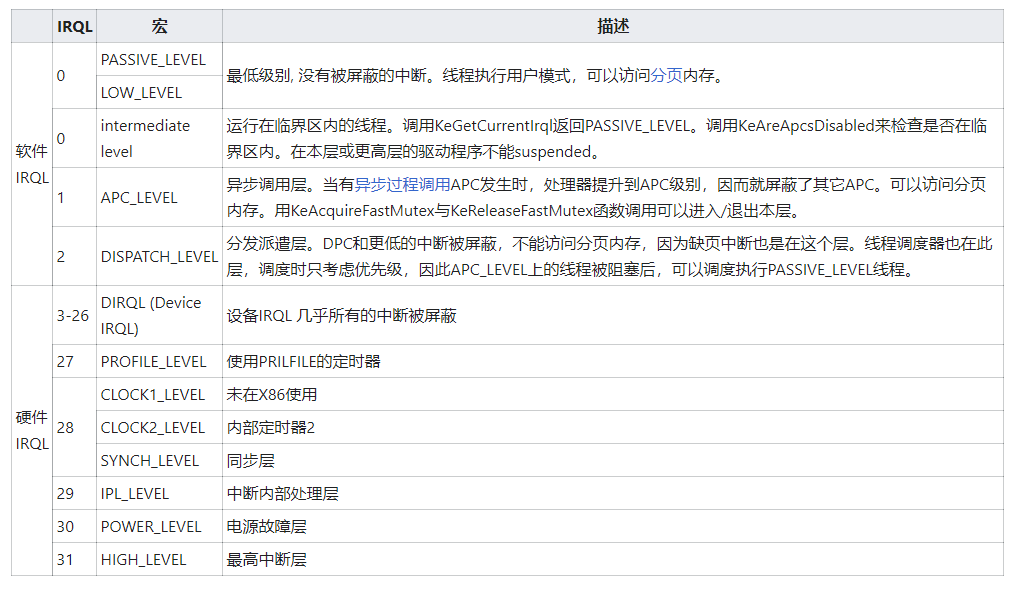 IRQL 宏 描述
软件
IRQL
0 PASSIVE_LEVEL
LOW_LEVEL
最低级别, 没有被屏蔽的中断。线程执行用户模式，可以访问分页内存。
0 intermediate
level
运行在临界区内的线程。调用KeGetCurrentIrql返回PASSIVE_LEVEL。调用KeAreApcsDisabled来检查是否在临
界区内。在本层或更高层的驱动程序不能suspended。
1 APC_LEVEL
异步调用层。当有异步过程调用APC发生时，处理器提升到APC级别，因而就屏蔽了其它APC。可以访问分页
内存。用KeAcquireFastMutex与KeReleaseFastMutex函数调用可以进入/退出本层。
2 DISPATCH_LEVEL
分发派遣层。DPC和更低的中断被屏蔽，不能访问分页内存，因为缺页中断也是在这个层。线程调度器也在此
层，调度时只考虑优先级，因此APC_LEVEL上的线程被阻塞后，可以调度执行PASSIVE_LEVEL线程。
硬件
IRQL
3-26 DIRQL (Device
IRQL)
设备IRQL 几乎所有的中断被屏蔽
27 PROFILE_LEVEL 使用PRILFILE的定时器
28 CLOCK1_LEVEL 未在X86使用
CLOCK2_LEVEL 内部定时器2
SYNCH_LEVEL 同步层
29 IPL_LEVEL 中断内部处理层
30 POWER_LEVEL 电源故障层
31 HIGH_LEVEL 最高中断层